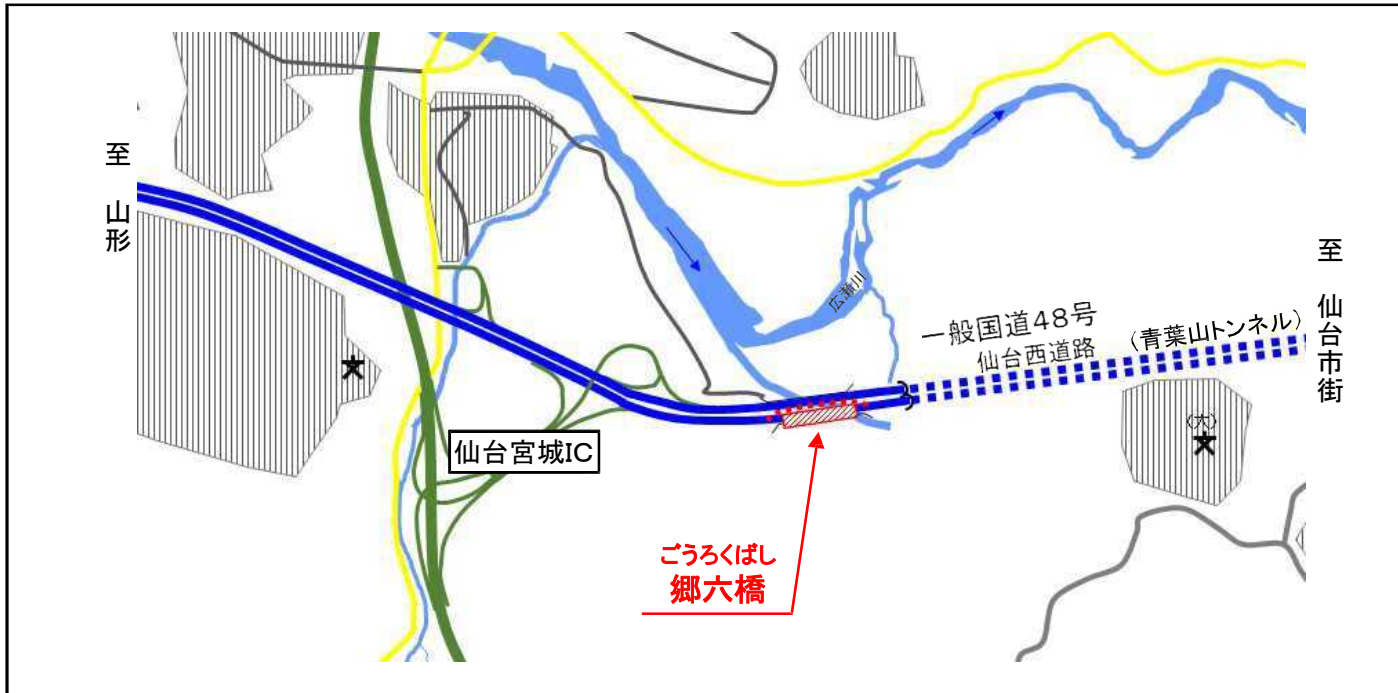 至 山形
広瀬川
一般国道48号
仙台西道路
(青葉山トンネル)
至 仙台市街
仙台宮城IC
(大)
ごうろくばし
郷六橋